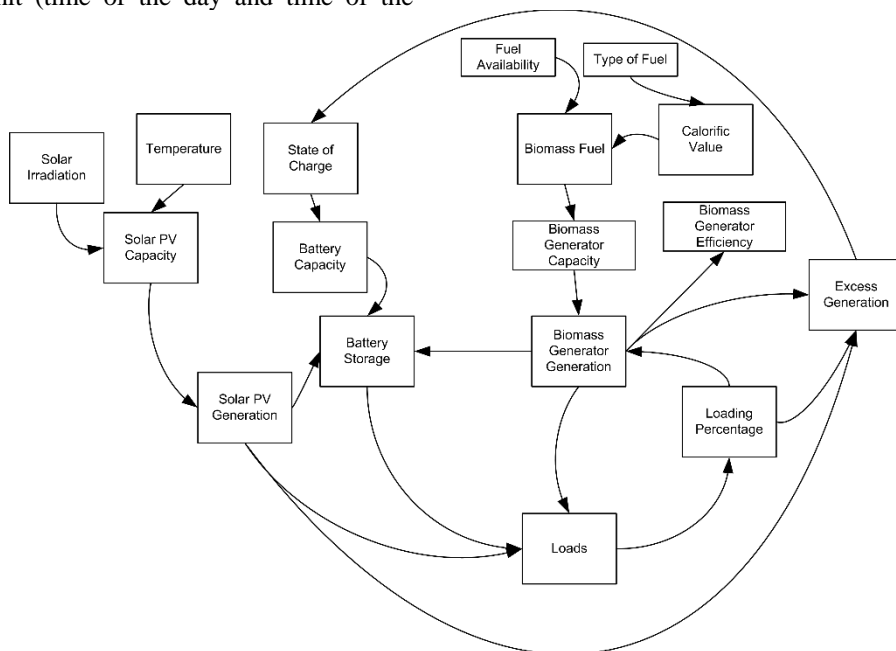 (time of the day and time of the
Fuel
Availability
Type of Fuel
Solar
Irradiation
Temperature
State of
Charge
Biomass Fuel
Calorific
Value
Solar PV
Capacity
Battery
Capacity
Biomass
Generator
Capacity
Biomass
Generator
Efficiency
Excess
Generation
Battery
Storage
Biomass
Generator
Generation
Solar PV
Generation
Loading
Percentage
Loads